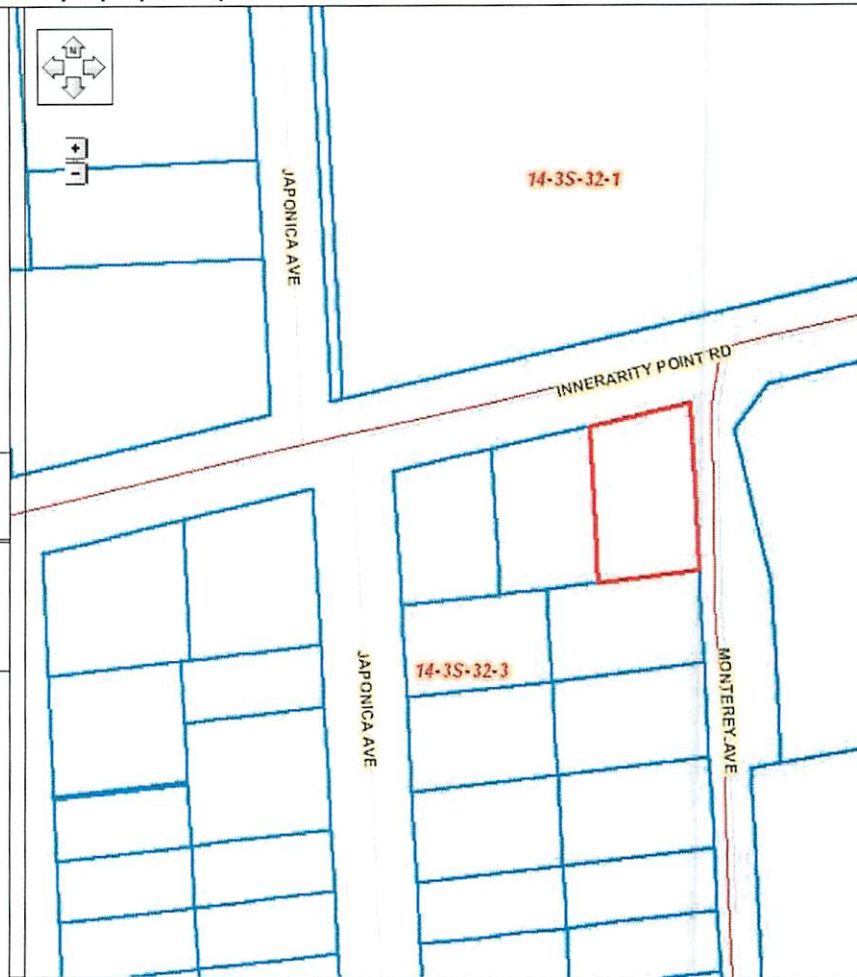 N
+
-
JAPONICA AVE
14-3S-32-1
INNERARITY POINT RD
JAPONICA AVE
14-3S-32-3
MONTEREY AVE